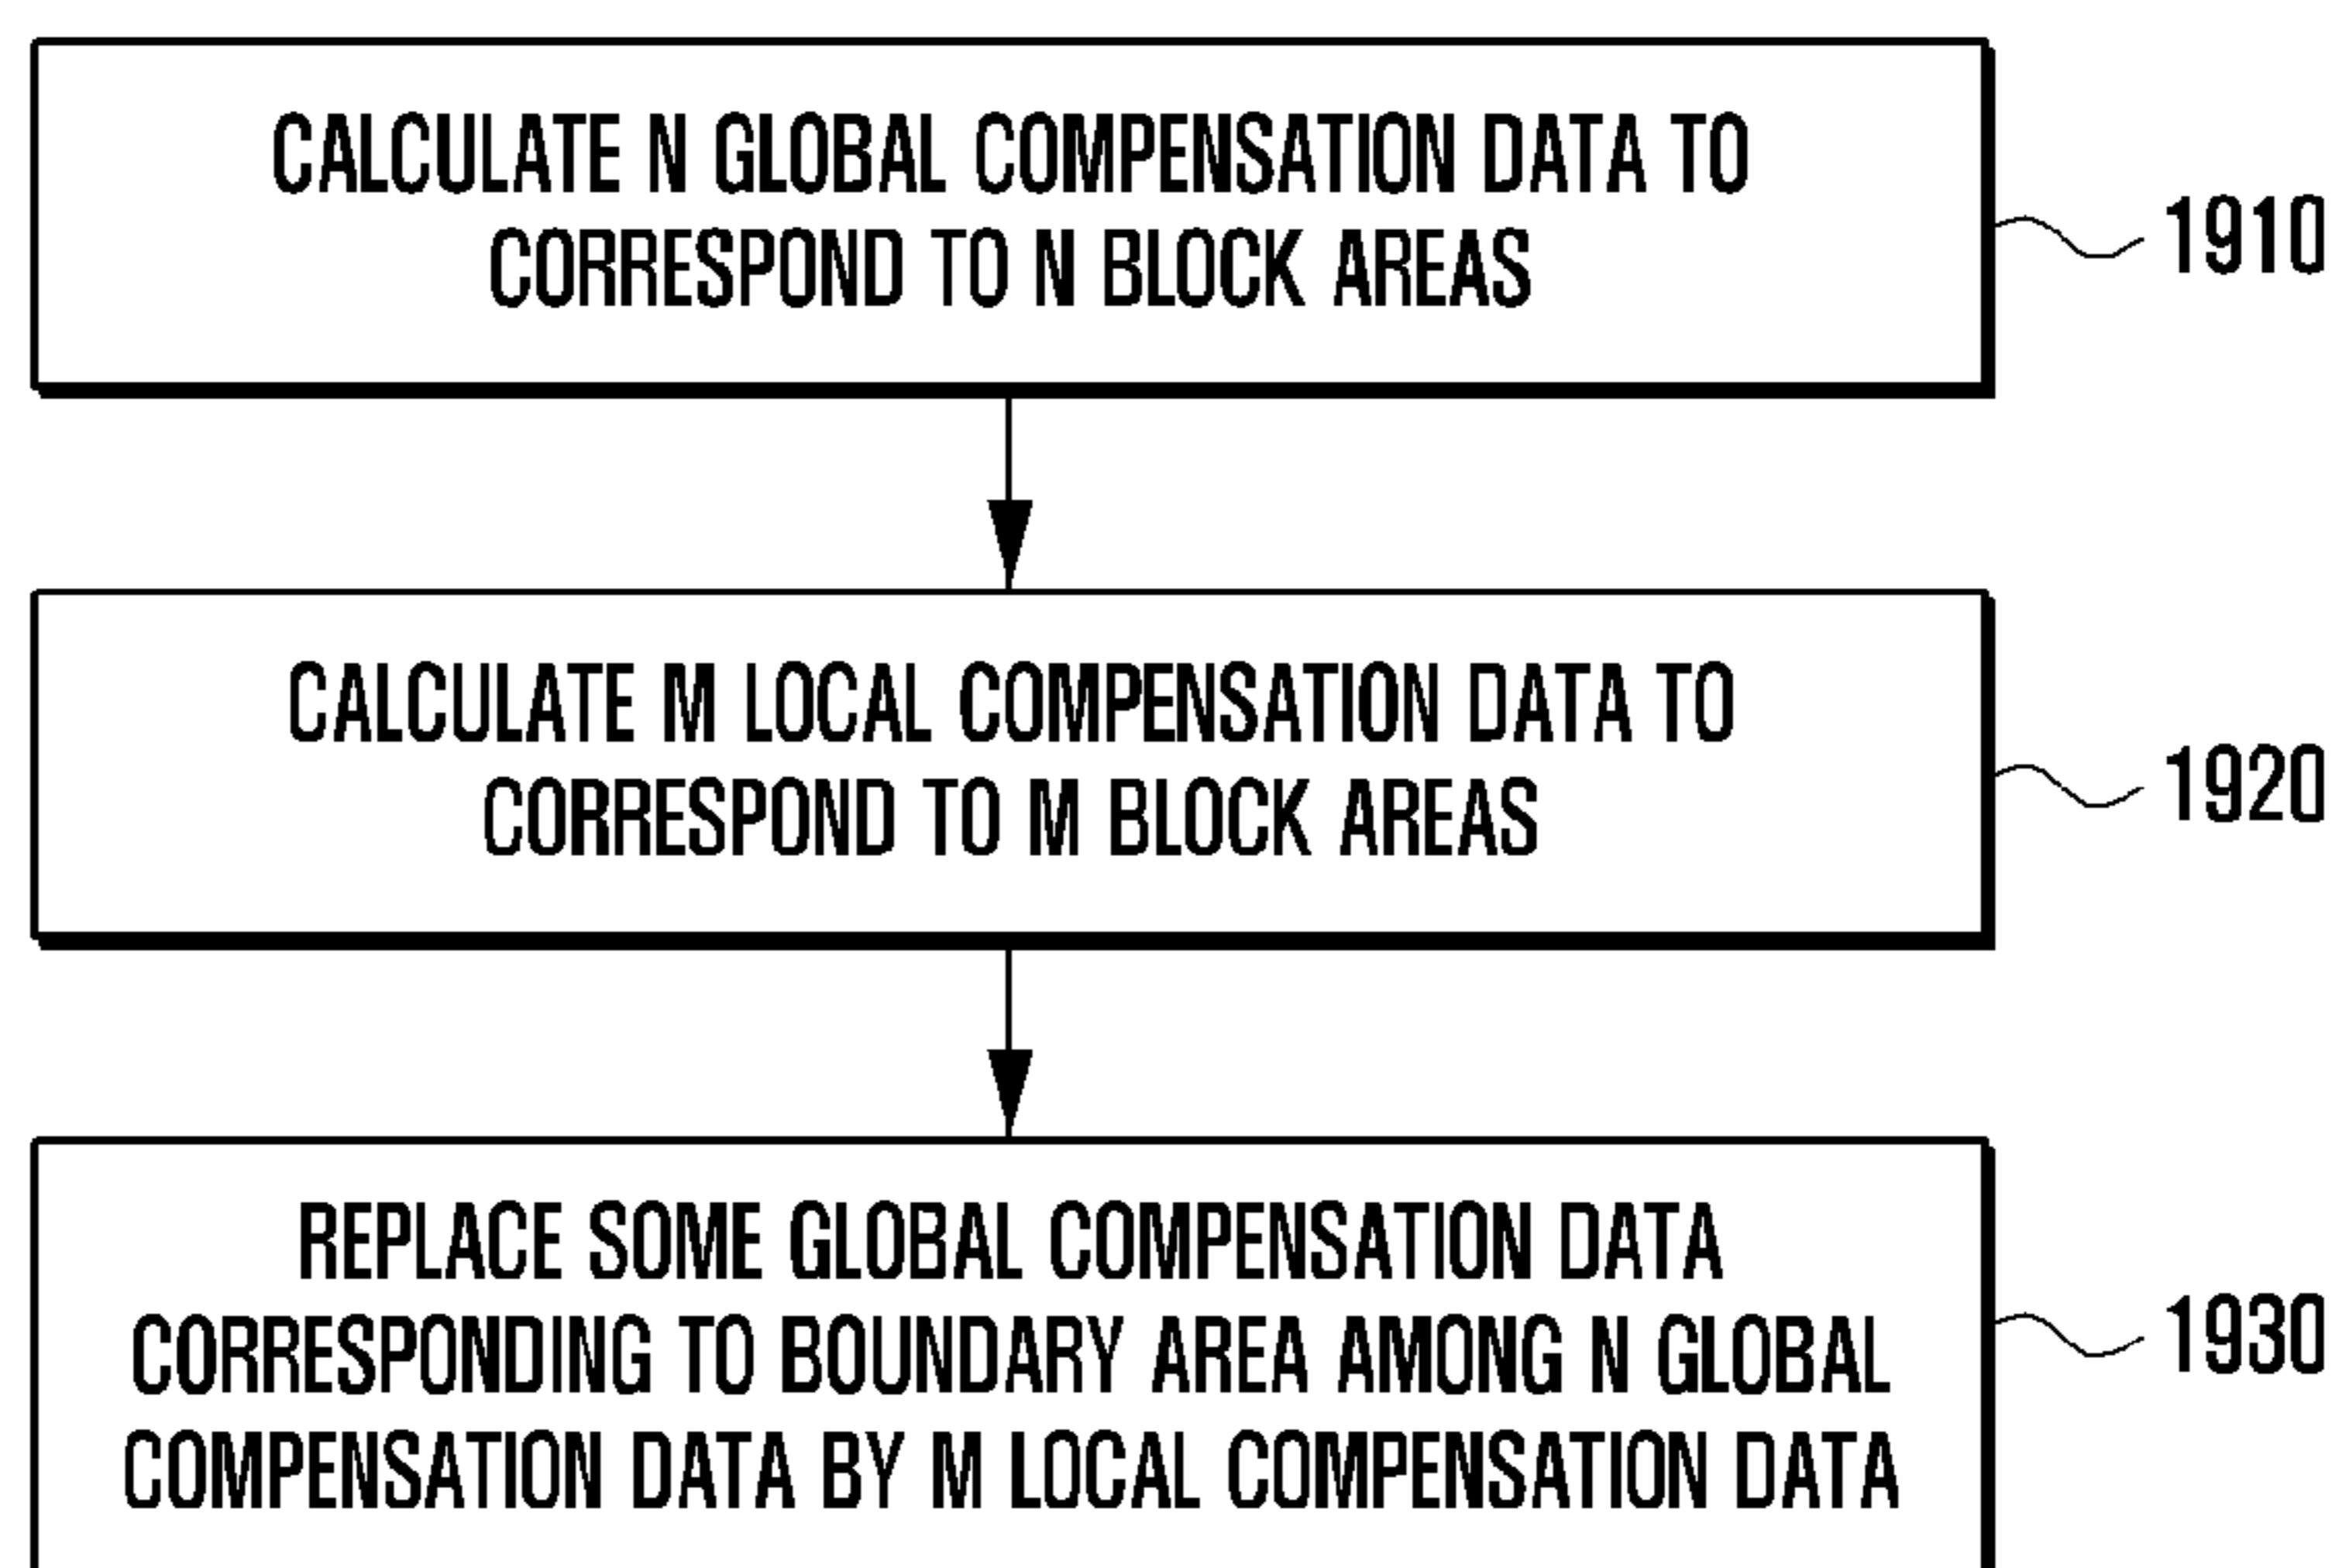 CALCULATE N GLOBAL COMPENSATION DATA TO
CORRESPOND TO N BLOCK AREAS
1910
CALCULATE M LOCAL COMPENSATION DATA TO
CORRESPOND TO M BLOCK AREAS
1920
REPLACE SOME GLOBAL COMPENSATION DATA
CORRESPONDING TO BOUNDARY AREA AMONG N GLOBAL
COMPENSATION DATA BY M LOCAL COMPENSATION DATA
1930